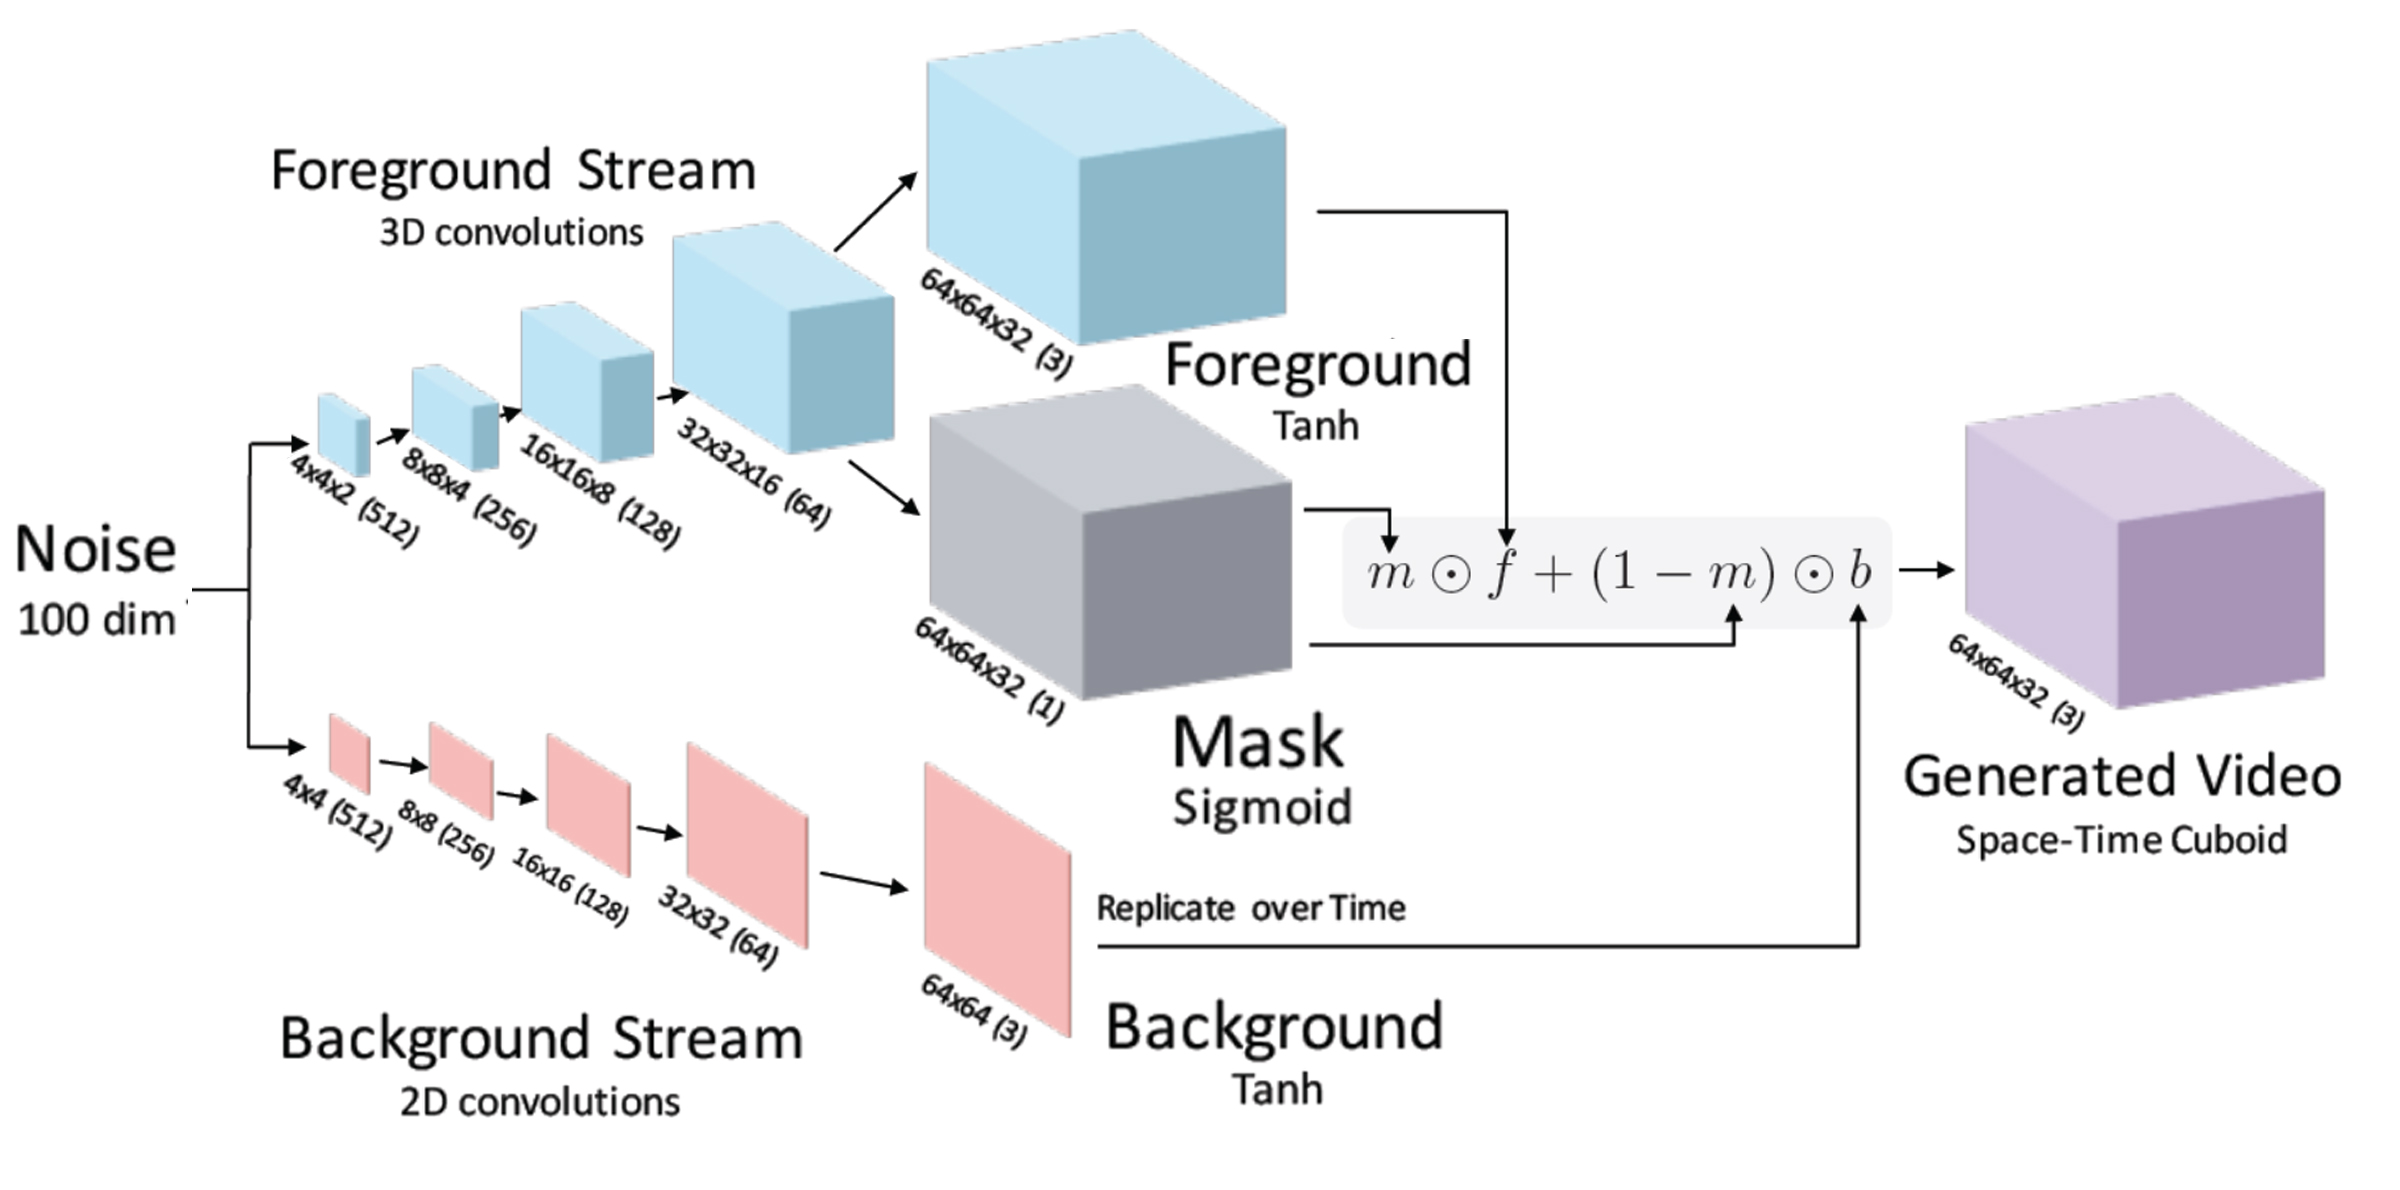 Foreground Stream
3D convolutions
4x4x2 (512)
8x8x4 (256)
16x16x8 (128)
32x32x16 (64)
64x64x32 (3)
Foreground
Tanh
Noise
100 dim
64x64x32 (1)
Mask
Sigmoid
m ⊙ f + (1 − m) ⊙ b
64x64x32 (3)
Generated Video
Space-Time Cuboid
4x4 (512)
8x8 (256)
16x16 (128)
32x32 (64)
64x64 (3)
Replicate over Time
Background Stream
2D convolutions
Background
Tanh